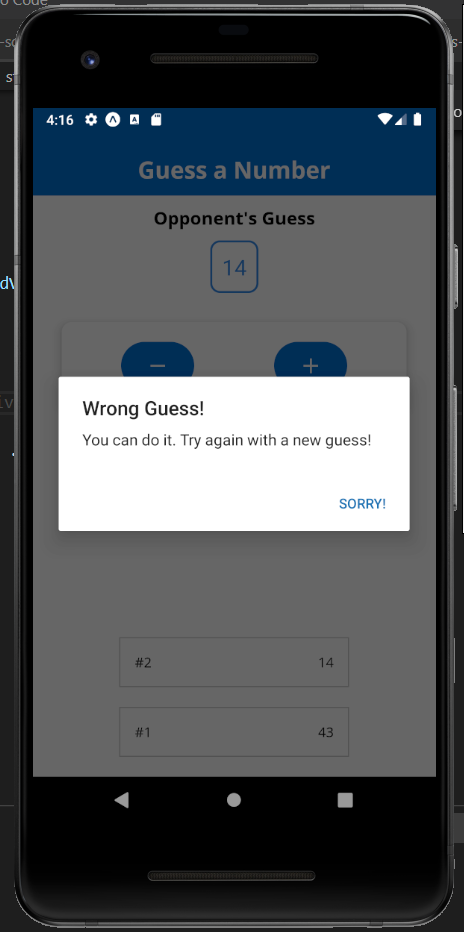 o Code
4:16
Guess a Number
Opponent's Guess
14
− +
Wrong Guess!
You can do it. Try again with a new guess!
SORRY!
#2 14
#1 43